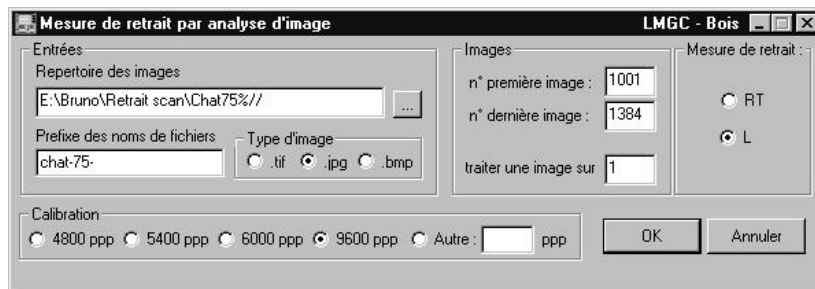 Mesure de retrait par analyse d'image LMGC - Bois
Entrées
Repertoire des images
E:\Bruno\Retrait scan\Chat75%//
...
Prefixe des noms de fichiers
chat-75-
Type d'image
.tif .jpg .bmp
Images
n° première image : 1001
n° dernière image : 1384
traiter une image sur 1
Mesure de retrait :
RT
L
Calibration
4800 ppp 5400 ppp 6000 ppp 9600 ppp Autre : ppp
OK Annuler